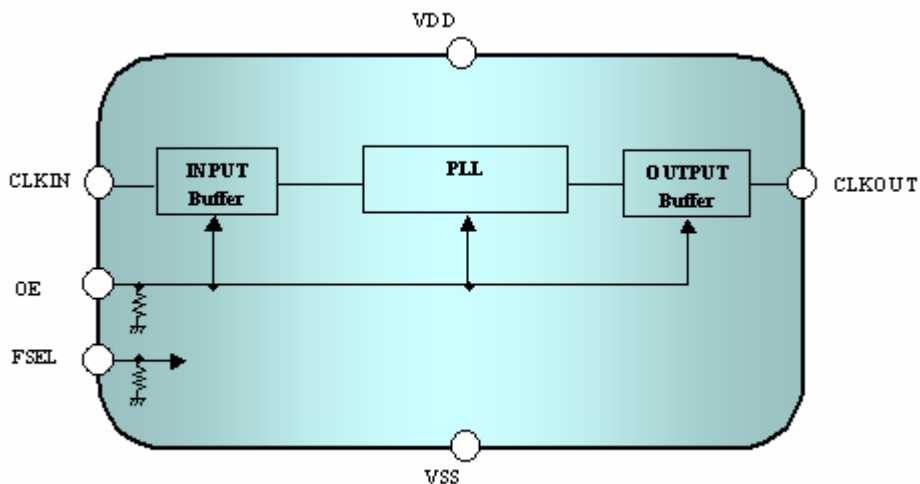 VDD
CLKIN
INPUT
Buffer
PLL
OUTPUT
Buffer
CLKOUT
OE
FSEL
VSS